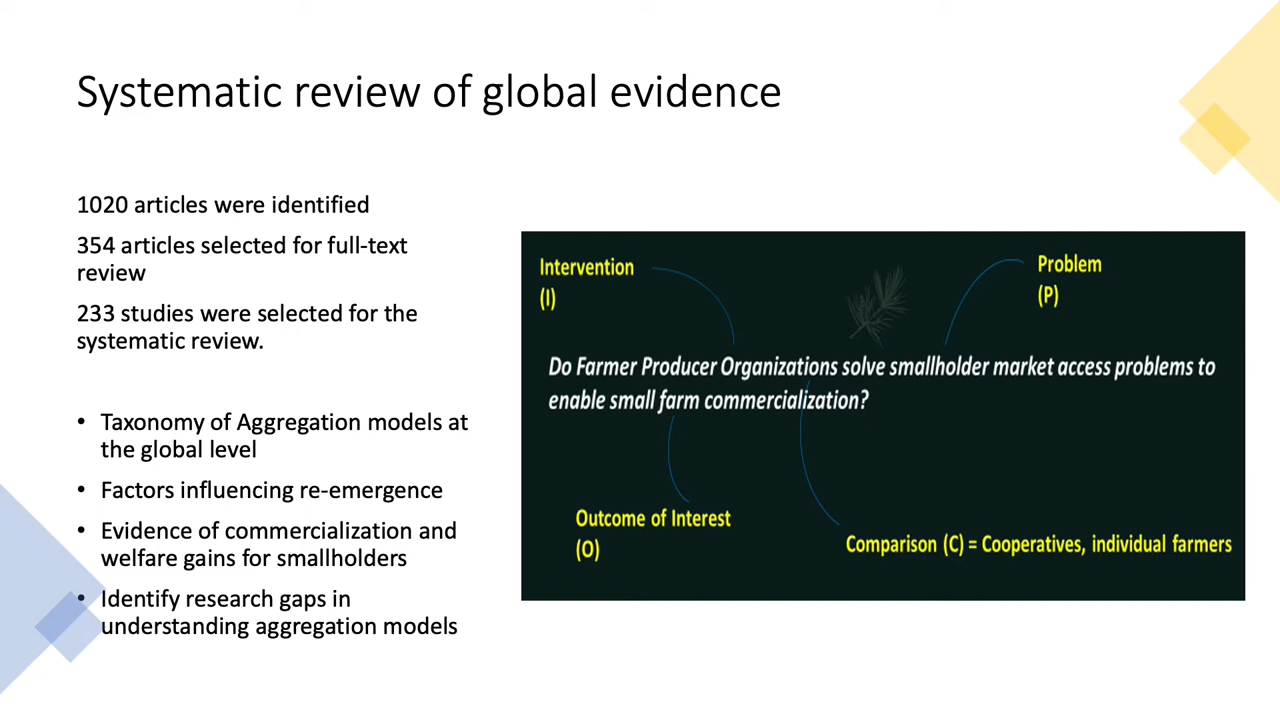 Systematic review of global evidence
1020 articles were identified
354 articles selected for full-text
review
233 studies were selected for the
systematic review.
• Taxonomy of Aggregation models at
the global level
• Factors influencing re-emergence
• Evidence of commercialization and
welfare gains for smallholders
• Identify research gaps in
understanding aggregation models
Intervention
(I)
Problem
(P)
Do Farmer Producer Organizations solve smallholder market access problems to
enable small farm commercialization?
Outcome of Interest
(O)
Comparison (C) = Cooperatives, individual farmers